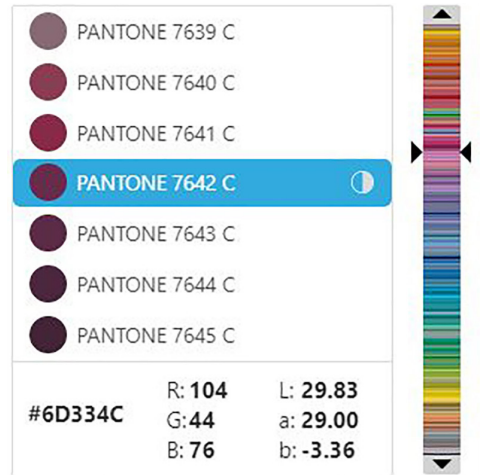 PANTONE 7639 C
PANTONE 7640 C
PANTONE 7641 C
PANTONE 7642 C
PANTONE 7643 C
PANTONE 7644 C
PANTONE 7645 C
R: 104 L: 29.83
#6D334C G:44 a: 29.00
B: 76 b: -3.36